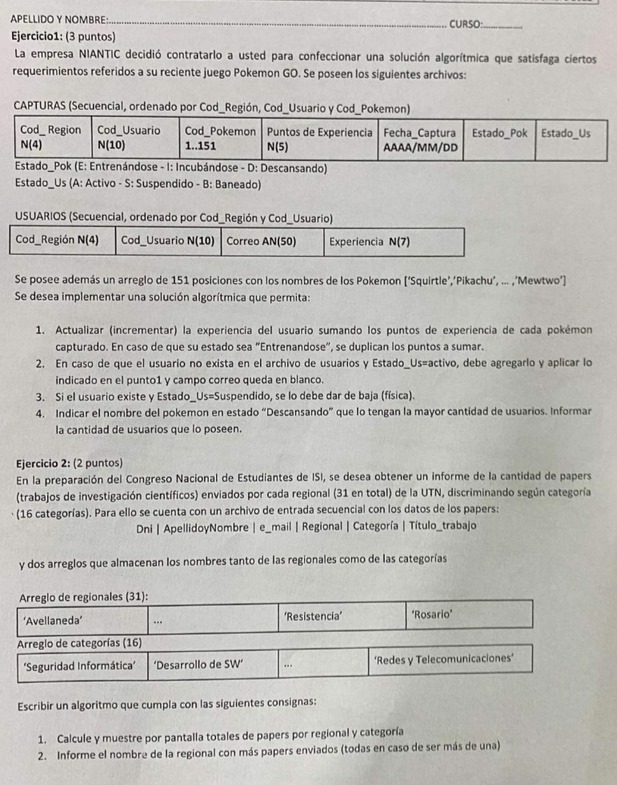 APELLIDO Y NOMBRE:.................... CURSO:............
Ejercicio1: (3 puntos)
La empresa NIANTIC decidió contratarlo a usted para confeccionar una solución algorítmica que satisfaga ciertos
requerimientos referidos a su reciente juego Pokemon GO. Se poseen los siguientes archivos:
CAPTURAS (Secuencial, ordenado por Cod_Región, Cod_Usuario y Cod_Pokemon)
Cod_ Region Cod_Usuario Cod_Pokemon Puntos de Experiencia Fecha_Captura Estado_Pok Estado_Us
N(4) N(10) 1..151 N(5) AAAA/MM/DD
Estado_Pok (E: Entrenándose - I: Incubándose - D: Descansando)
Estado_Us (A: Activo - S: Suspendido - B: Baneado)
USUARIOS (Secuencial, ordenado por Cod_Región y Cod_Usuario)
Cod_Región N(4) Cod_Usuario N(10) Correo AN(50) Experiencia N(7)
Se posee además un arreglo de 151 posiciones con los nombres de los Pokemon ['Squirtle','Pikachu', ... ,'Mewtwo']
Se desea implementar una solución algorítmica que permita:
1. Actualizar (incrementar) la experiencia del usuario sumando los puntos de experiencia de cada pokémon
capturado. En caso de que su estado sea "Entrenandose", se duplican los puntos a sumar.
2. En caso de que el usuario no exista en el archivo de usuarios y Estado_Us=activo, debe agregarlo y aplicar lo
indicado en el punto1 y campo correo queda en blanco.
3. Si el usuario existe y Estado_Us=Suspendido, se lo debe dar de baja (física).
4. Indicar el nombre del pokemon en estado "Descansando" que lo tengan la mayor cantidad de usuarios. Informar
la cantidad de usuarios que lo poseen.
Ejercicio 2: (2 puntos)
En la preparación del Congreso Nacional de Estudiantes de ISI, se desea obtener un informe de la cantidad de papers
(trabajos de investigación científicos) enviados por cada regional (31 en total) de la UTN, discriminando según categoría
(16 categorías). Para ello se cuenta con un archivo de entrada secuencial con los datos de los papers:
Dni | ApellidoyNombre | e_mail | Regional | Categoría | Título_trabajo
y dos arreglos que almacenan los nombres tanto de las regionales como de las categorías
Arreglo de regionales (31):
'Avellaneda' ... 'Resistencia' 'Rosario'
Arreglo de categorías (16)
'Seguridad Informática' 'Desarrollo de SW' ... 'Redes y Telecomunicaciones'
Escribir un algoritmo que cumpla con las siguientes consignas:
1. Calcule y muestre por pantalla totales de papers por regional y categoría
2. Informe el nombre de la regional con más papers enviados (todas en caso de ser más de una)